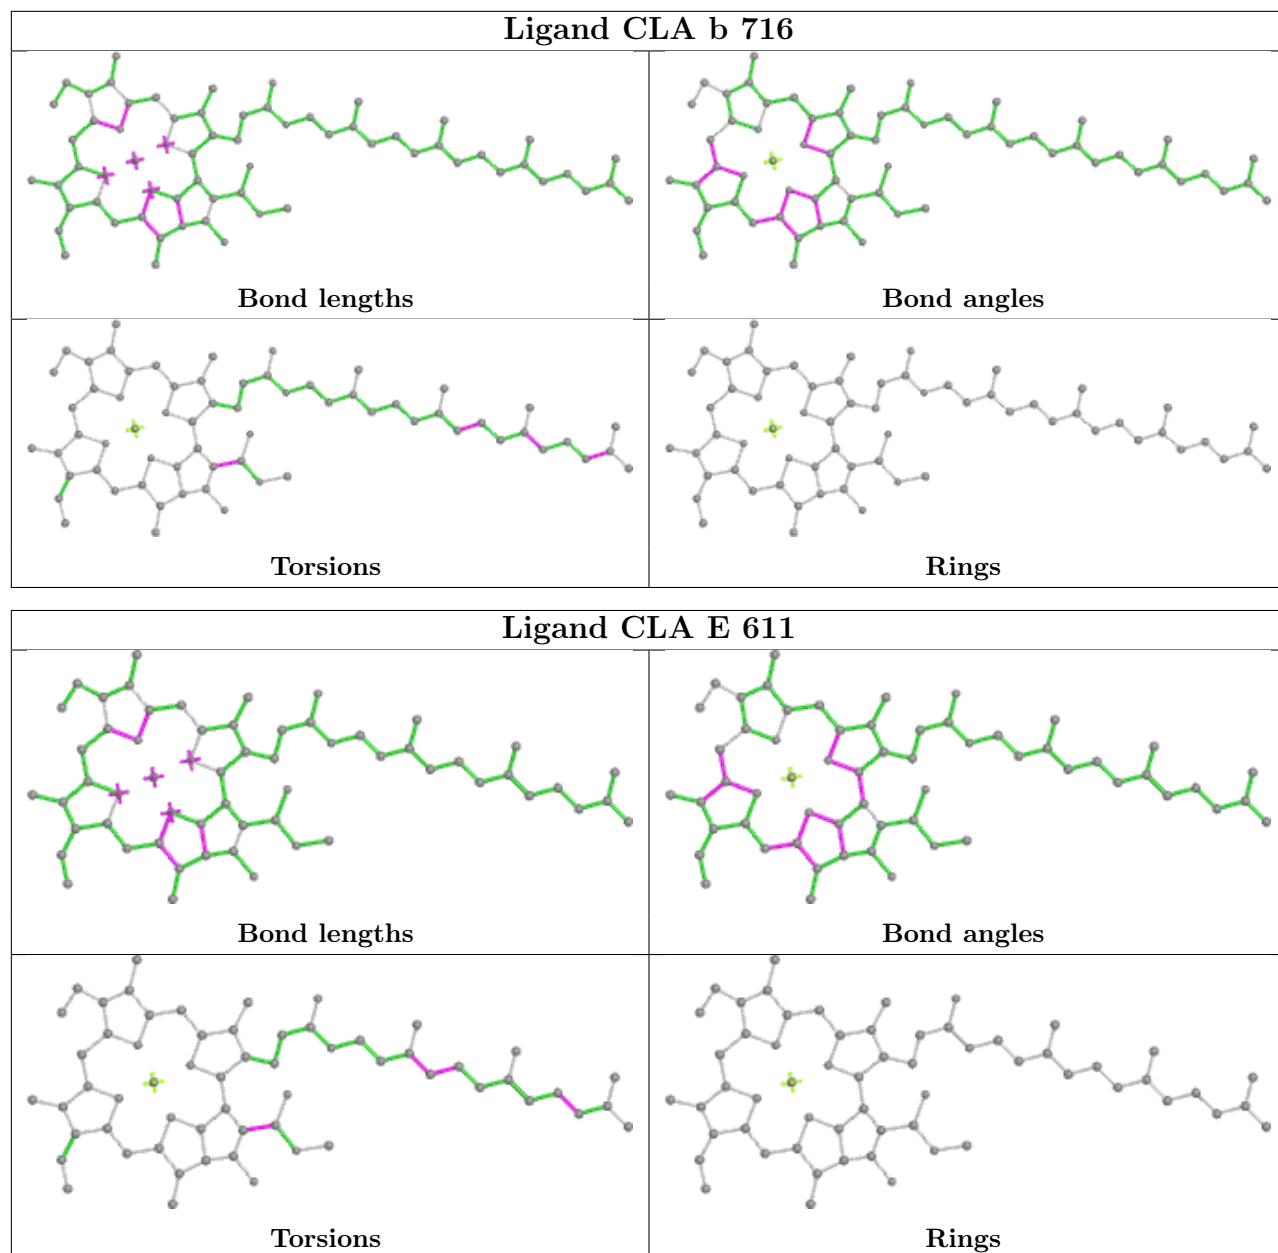 Ligand CLA b 716
Bond lengths
Bond angles
Torsions
Rings
Ligand CLA E 611
Bond lengths
Bond angles
Torsions
Rings